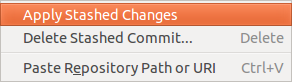 Apply Stashed Changes
Delete Stashed Commit... Delete
Paste Repository Path or URI Ctrl+V